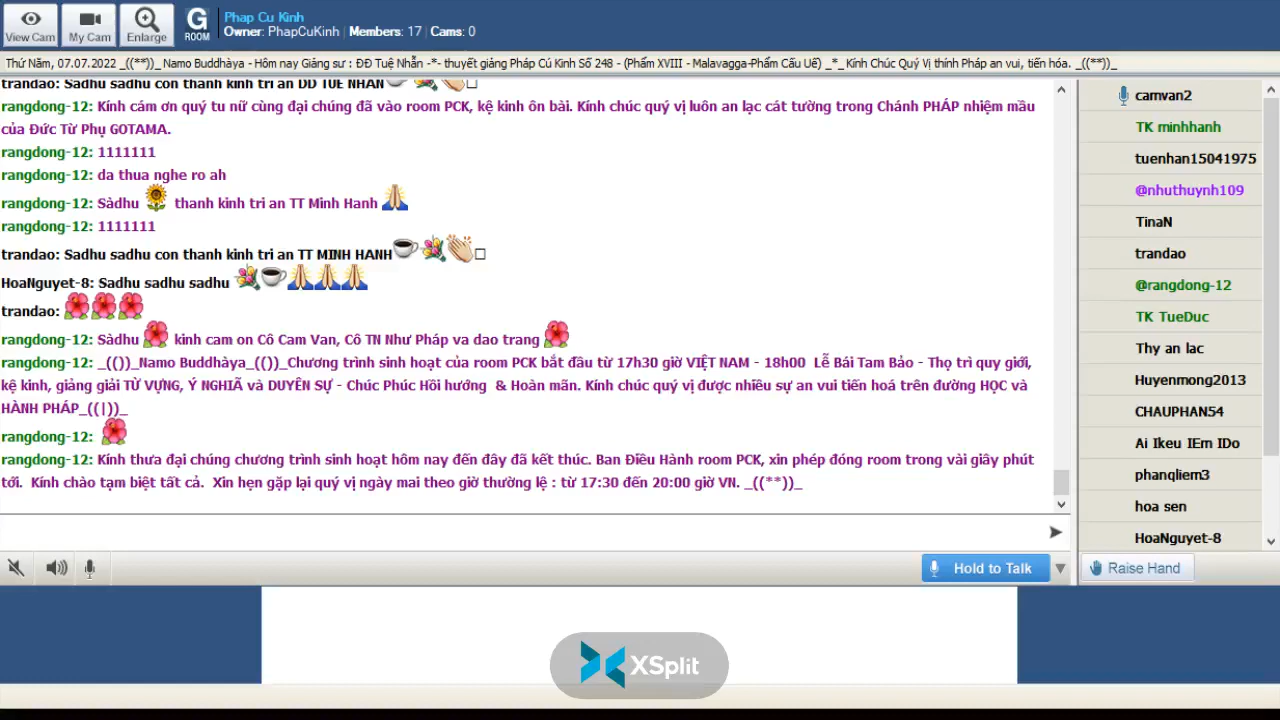 View Cam
My Cam
Enlarge
G
ROOM
Phap Cu Kinh
Owner: PhapCuKinh | Members: 17 | Cams: 0
Thứ Năm, 07.07.2022 _((**))_ Namo Buddhàya - Hôm nay Giảng sư : ĐĐ Tuệ Nhẫn -*- thuyết giảng Pháp Cú Kinh Số 248 - (Phẩm XVIII - Malavagga-Phẩm Cấu Uế) _*_ Kính Chúc Quý Vị thính Pháp an vui, tiến hóa. _((**))_
trandao: Sadhu sadhu con thanh kinh tri an DD TUE NHAN
rangdong-12: Kính cám ơn quý tu nữ cùng đại chúng đã vào room PCK, kệ kinh ôn bài. Kính chúc quý vị luôn an lạc cát tường trong Chánh PHÁP nhiệm mầu
của Đức Từ Phụ GOTAMA.
rangdong-12: 1111111
rangdong-12: da thua nghe ro ah
rangdong-12: Sàdhu thanh kinh tri an TT Minh Hanh
rangdong-12: 1111111
trandao: Sadhu sadhu con thanh kinh tri an TT MINH HANH
HoaNguyet-8: Sadhu sadhu sadhu
trandao:
rangdong-12: Sàdhu kinh cam on Cô Cam Van, Cô TN Như Pháp va dao trang
rangdong-12: _(())_Namo Buddhàya_(())_Chương trình sinh hoạt của room PCK bắt đầu từ 17h30 giờ VIỆT NAM - 18h00 Lễ Bái Tam Bảo - Thọ trì quy giới,
kệ kinh, giảng giải TỪ VỰNG, Ý NGHIÃ và DUYÊN SỰ - Chúc Phúc Hồi hướng & Hoàn mãn. Kính chúc quý vị được nhiều sự an vui tiến hoá trên đường HỌC và
HÀNH PHÁP_((|))_
rangdong-12:
rangdong-12: Kính thưa đại chúng chương trình sinh hoạt hôm nay đến đây đã kết thúc. Ban Điều Hành room PCK, xin phép đóng room trong vài giây phút
tới. Kính chào tạm biệt tất cả. Xin hẹn gặp lại quý vị ngày mai theo giờ thường lệ : từ 17:30 đến 20:00 giờ VN. _((**))_
camvan2
TK minhhanh
tuenhan15041975
@nhuthuynh109
TinaN
trandao
@rangdong-12
TK TueDuc
Thy an lac
Huyenmong2013
CHAUPHAN54
Ai Ikeu IEm IDo
phanqliem3
hoa sen
HoaNguyet-8
Hold to Talk
Raise Hand
XSplit